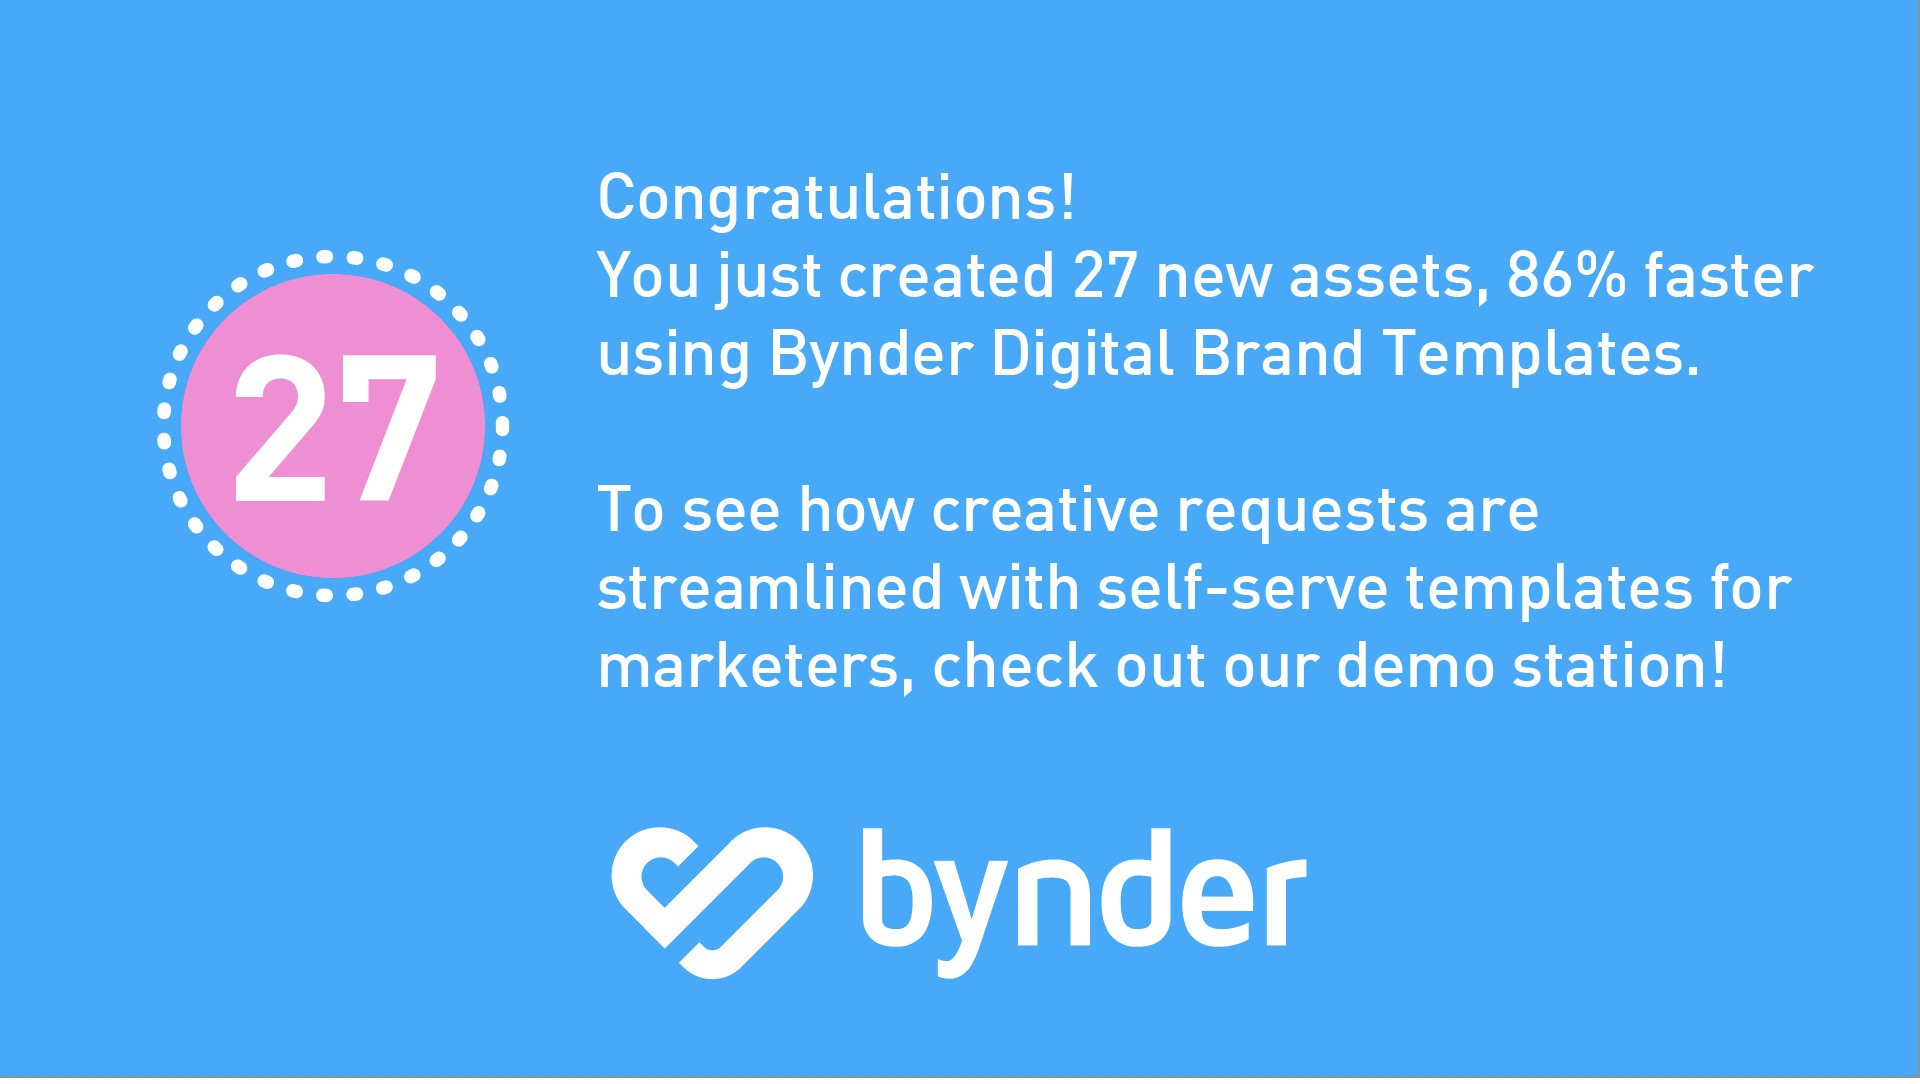 27
Congratulations!
You just created 27 new assets, 86% faster
using Bynder Digital Brand Templates.
To see how creative requests are
streamlined with self-serve templates for
marketers, check out our demo station!
bynder